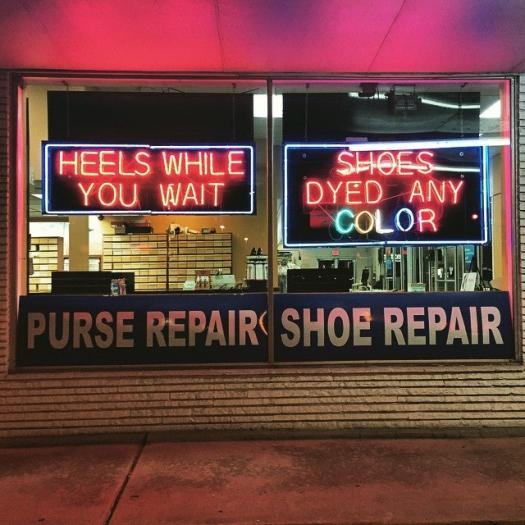 HEELS WHILE
YOU WAIT
SHOES
DYED ANY
COLOR
PURSE REPAIR
SHOE REPAIR